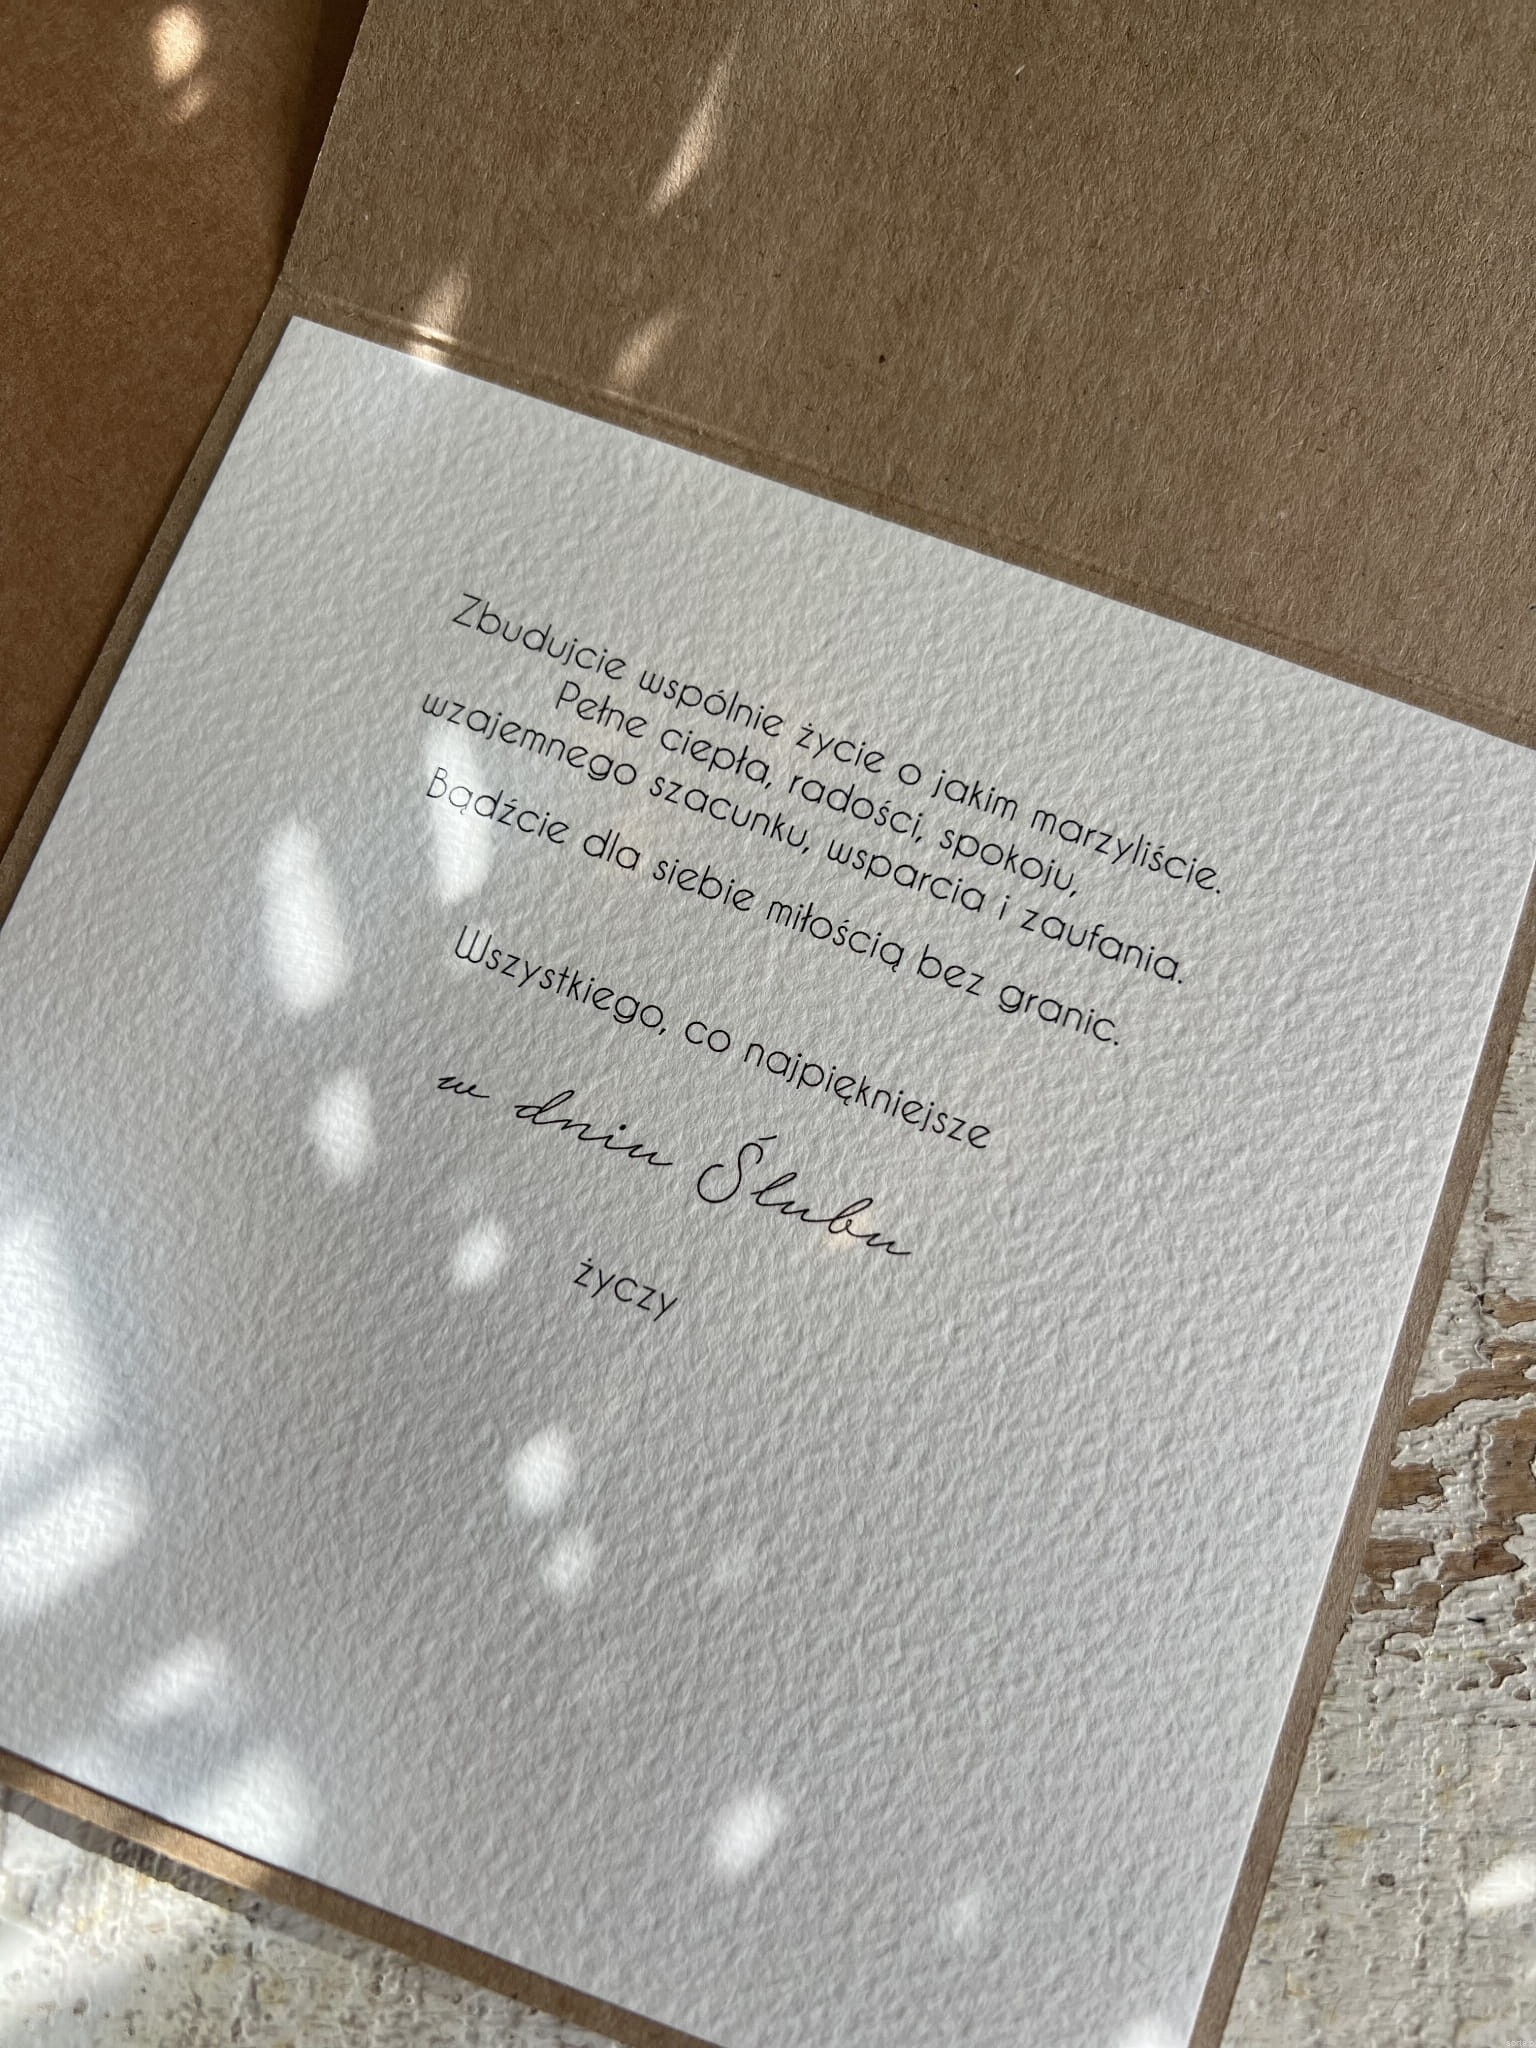 Zbudujcie wspólnie życie o jakim marzyliście.
Pełne ciepła, radości, spokoju,
wzajemnego szacunku, wsparcia i zaufania.
Bądźcie dla siebie miłością bez granic.
Wszystkiego, co najpiękniejsze
w dniu Ślubu
życzy